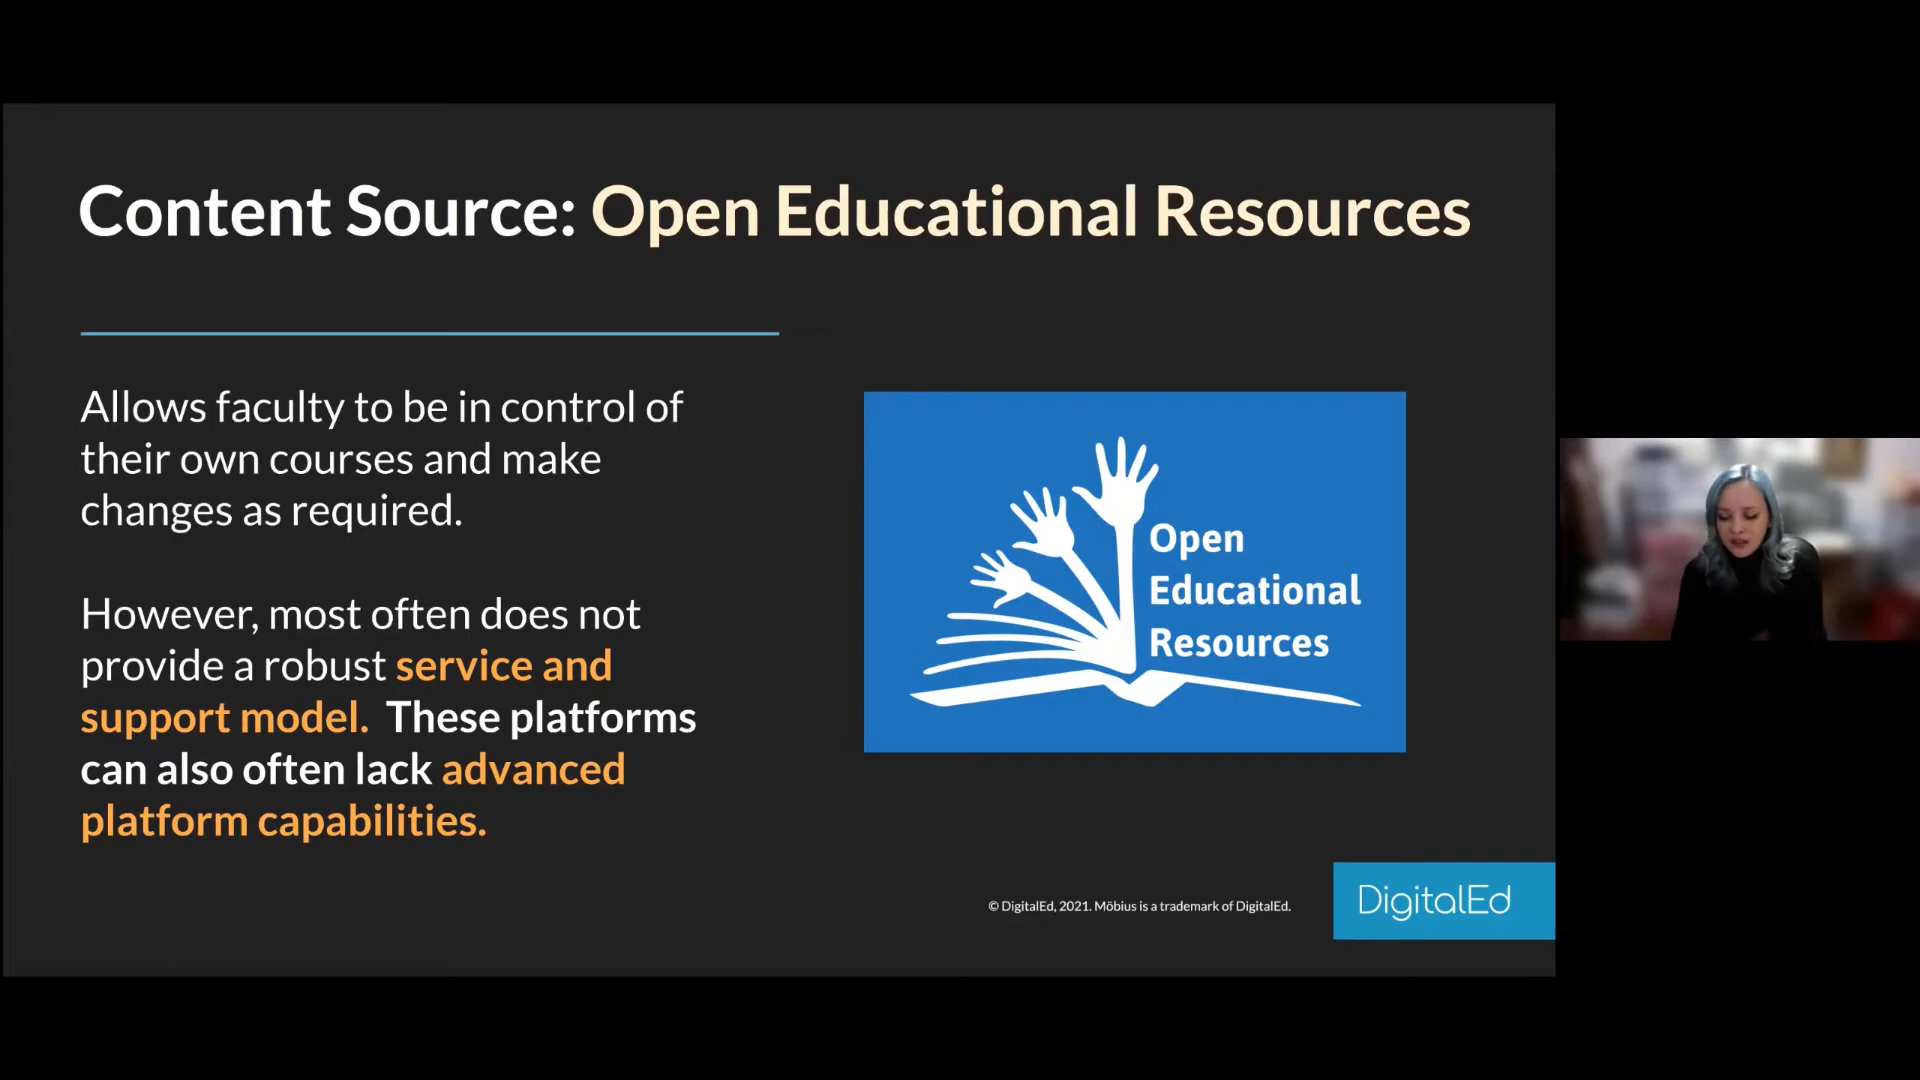 Content Source: Open Educational Resources
Allows faculty to be in control of
their own courses and make
changes as required.
However, most often does not
provide a robust service and
support model. These platforms
can also often lack advanced
platform capabilities.
Open
Educational
Resources
© DigitalEd, 2021. Möbius is a trademark of DigitalEd.
DigitalEd